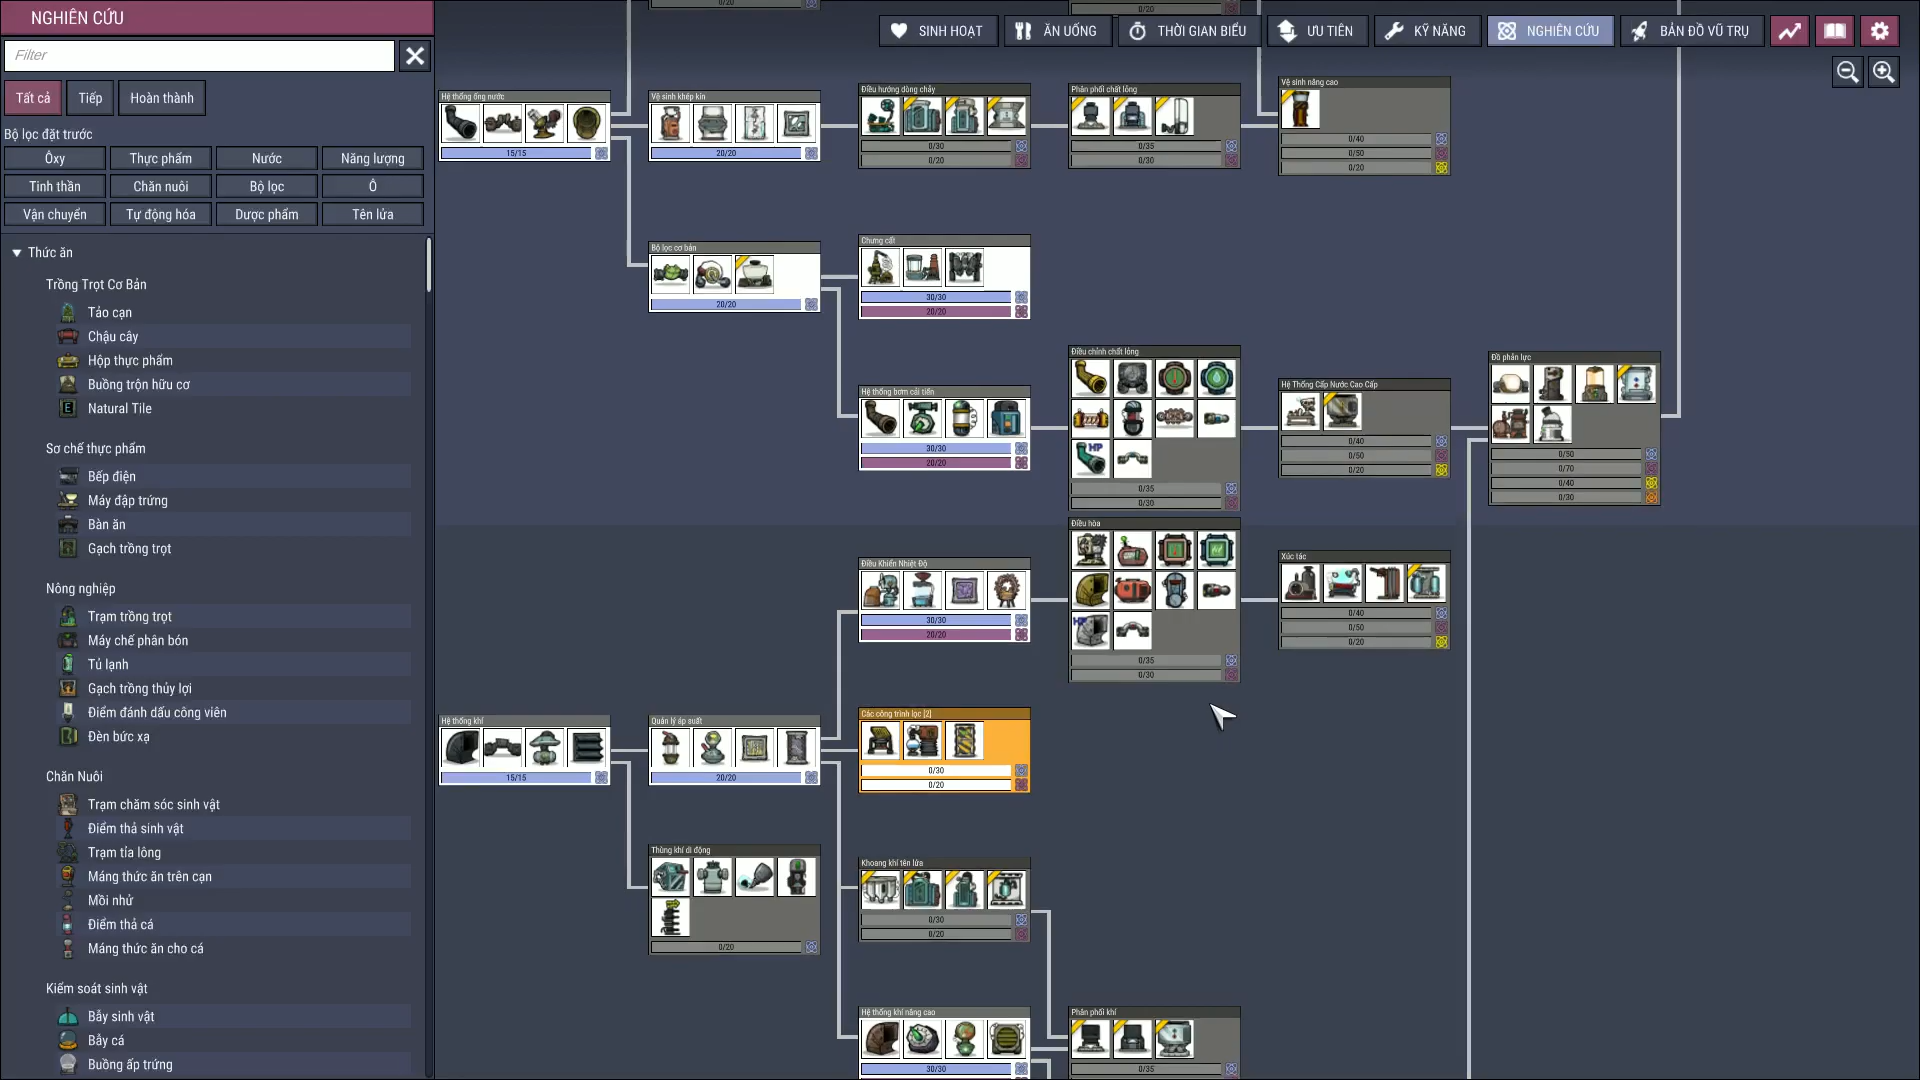 NGHIÊN CỨU
Filter
Tất cả
Tiếp
Hoàn thành
Bộ lọc đặt trước
Ôxy
Thực phẩm
Nước
Năng lượng
Tinh thần
Chăn nuôi
Bộ lọc
Ô
Vận chuyển
Tự động hóa
Dược phẩm
Tên lửa
Thức ăn
Trồng Trọt Cơ Bản
Tảo cạn
Chậu cây
Hộp thực phẩm
Buồng trộn hữu cơ
Natural Tile
Sơ chế thực phẩm
Bếp điện
Máy đập trứng
Bàn ăn
Gạch trồng trọt
Nông nghiệp
Trạm trồng trọt
Máy chế phân bón
Tủ lạnh
Gạch trồng thủy lợi
Điểm đánh dấu công viên
Đèn bức xạ
Chăn Nuôi
Trạm chăm sóc sinh vật
Điểm thả sinh vật
Trạm tỉa lông
Máng thức ăn trên cạn
Mồi nhử
Điểm thả cá
Máng thức ăn cho cá
Kiểm soát sinh vật
Bẫy sinh vật
Bẫy cá
Buồng ấp trứng
SINH HOẠT
ĂN UỐNG
THỜI GIAN BIỂU
ƯU TIÊN
KỸ NĂNG
NGHIÊN CỨU
BẢN ĐỒ VŨ TRỤ
0/20
0/20
Hệ thống ống nước
15/15
Vệ sinh khép kín
20/20
Điều hướng dòng chảy
0/30
0/20
Phân phối chất lỏng
0/35
0/30
Vệ sinh nâng cao
0/40
0/50
0/20
Bộ lọc cơ bản
20/20
Chưng cất
30/30
20/20
Hệ thống bơm cải tiến
30/30
20/20
Điều chỉnh chất lỏng
HP
0/35
0/30
Hệ Thống Cấp Nước Cao Cấp
0/40
0/50
0/20
Đồ phản lực
0/50
0/70
0/40
0/30
Điều Khiển Nhiệt Độ
30/30
20/20
Điều hòa
HP
0/35
0/30
Xúc tác
0/40
0/50
0/20
Hệ thống khí
15/15
Quản lý áp suất
20/20
Các công trình lọc [2]
0/30
0/20
Thùng khí di động
0/20
Khoang khí tên lửa
0/30
0/20
Hệ thống khí nâng cao
30/30
Phân phối khí
0/35